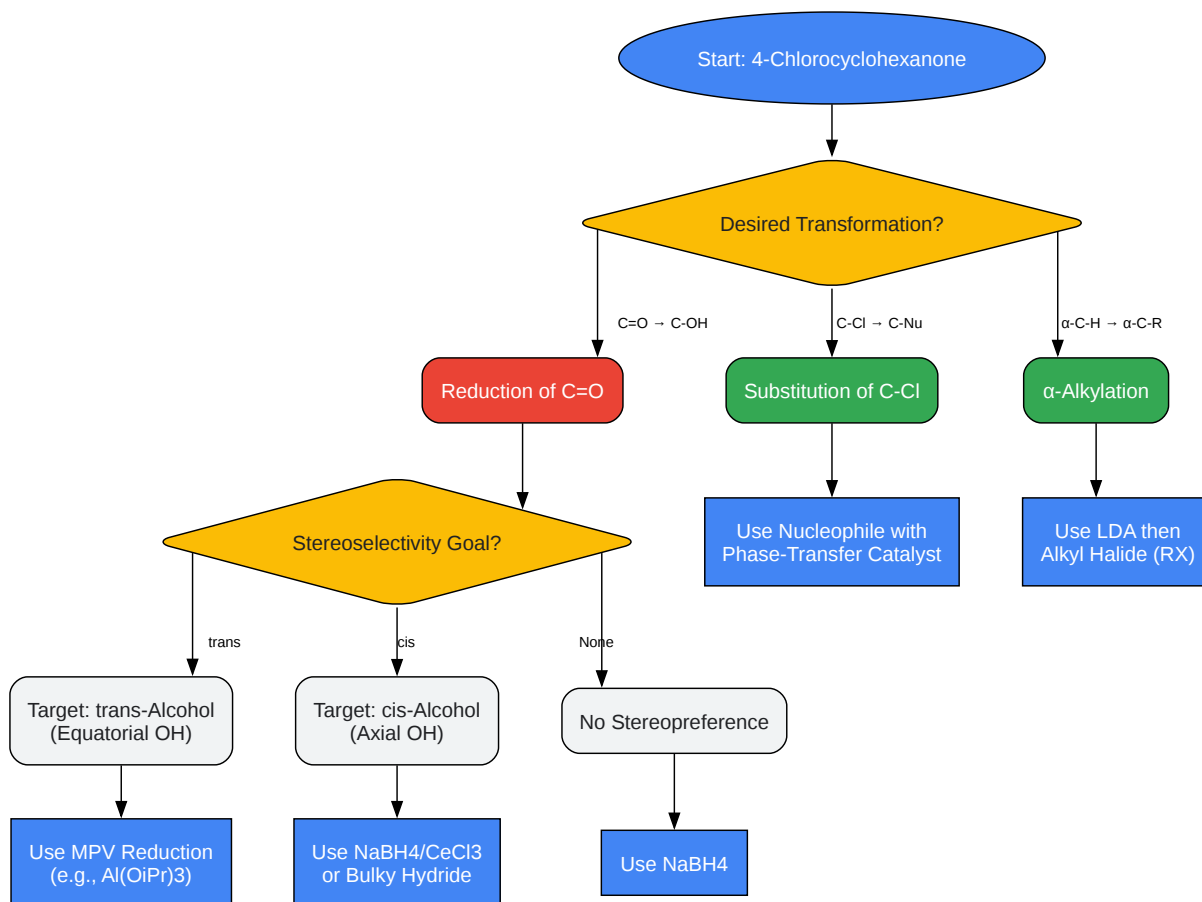 Start: 4-Chlorocyclohexanone
Desired Transformation?
C=O → C-OH
C-Cl → C-Nu
α-C-H → α-C-R
Reduction of C=O
Substitution of C-Cl
α-Alkylation
Use Nucleophile with
Phase-Transfer Catalyst
Use LDA then
Alkyl Halide (RX)
Stereoselectivity Goal?
trans
cis
None
Target: trans-Alcohol
(Equatorial OH)
Target: cis-Alcohol
(Axial OH)
No Stereopreference
Use MPV Reduction
(e.g., Al(OiPr)3)
Use NaBH4/CeCl3
or Bulky Hydride
Use NaBH4